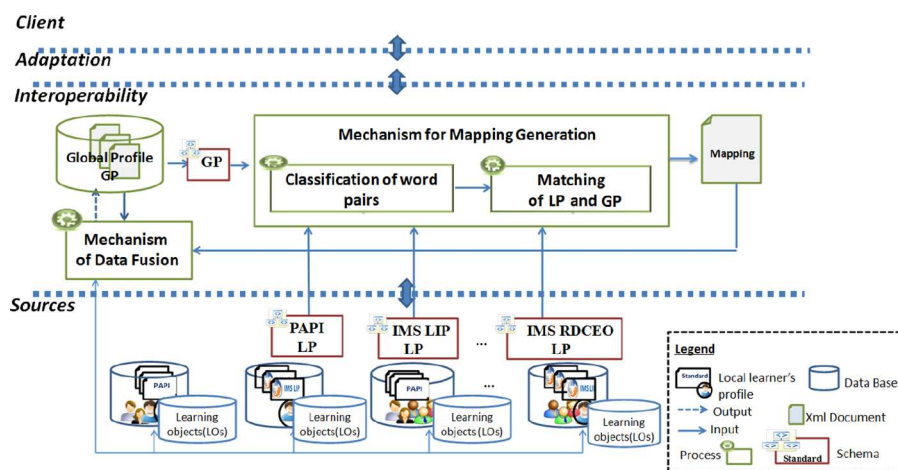 Client
Adaptation
Interoperability
Mechanism for Mapping Generation
Global Profile
GP
GP
Classification of word
pairs
Matching
of LP and GP
Mapping
Mechanism
of Data Fusion
Sources
PAPI
LP
IMS LIP
LP
...
IMS RDCEO
LP
PAPI
IMS LIP
PAPI
...
IMS LI
Learning
objects(LOs)
Learning
objects(LOs)
Learning
objects(LOs)
Learning
objects(LOs)
Legend
Standard
Local learner's
profile
Data Base
Output
Input
Xml Document
Process
Standard
Schema